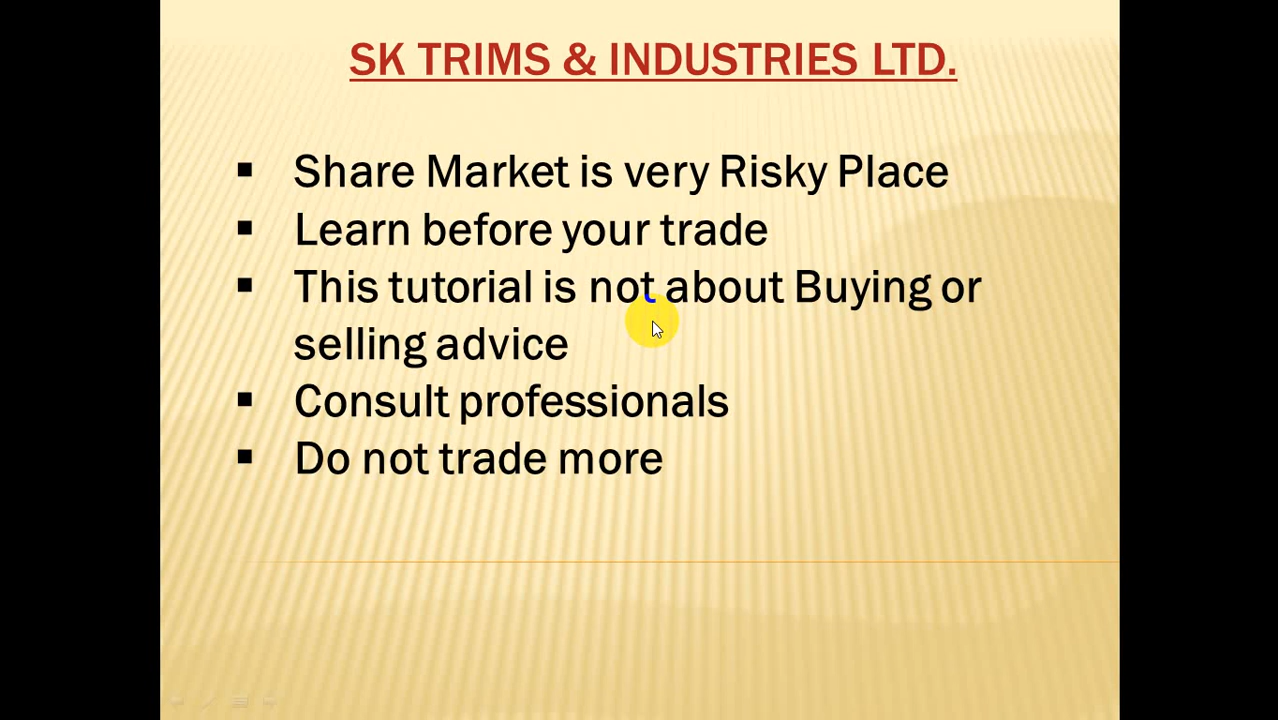 SK TRIMS & INDUSTRIES LTD.
▪ Share Market is very Risky Place
▪ Learn before your trade
▪ This tutorial is not about Buying or
selling advice
▪ Consult professionals
▪ Do not trade more